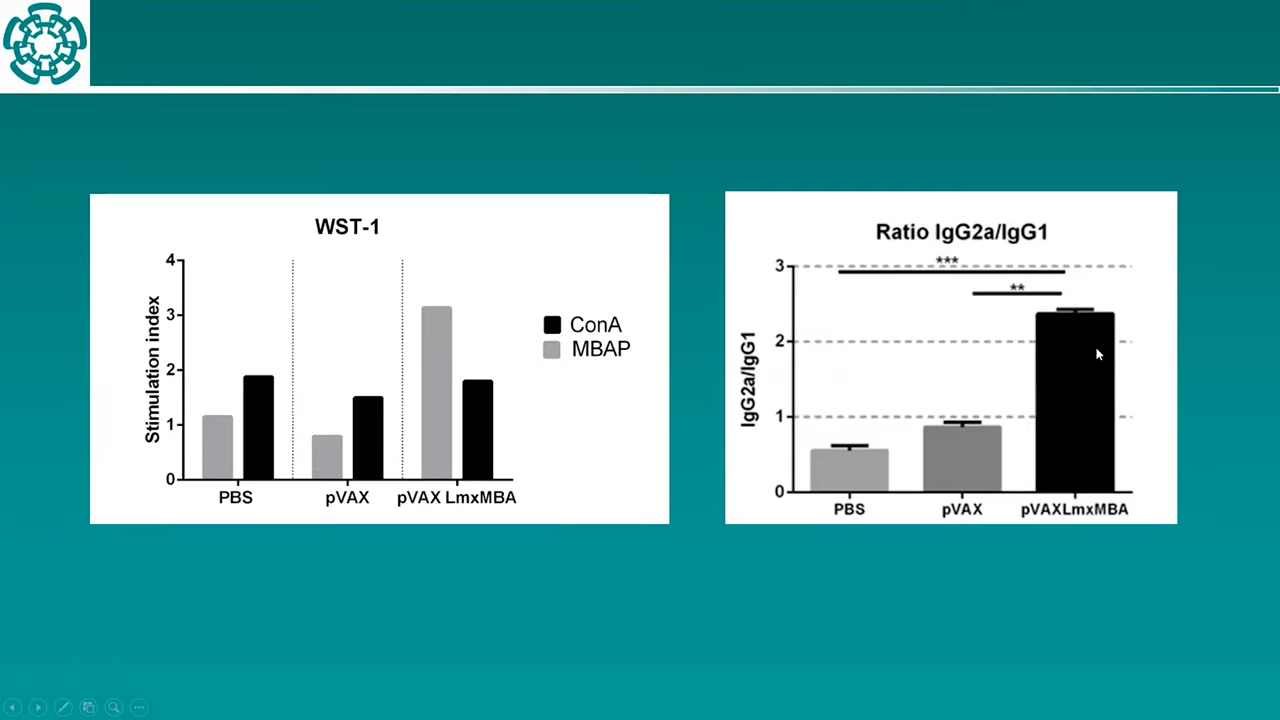 WST-1
Stimulation index
4
3
2
1
0
PBS
pVAX
pVAX LmxMBA
ConA
MBAP
Ratio IgG2a/IgG1
IgG2a/IgG1
3
2
1
0
***
**
PBS
pVAX
pVAXLmxMBA